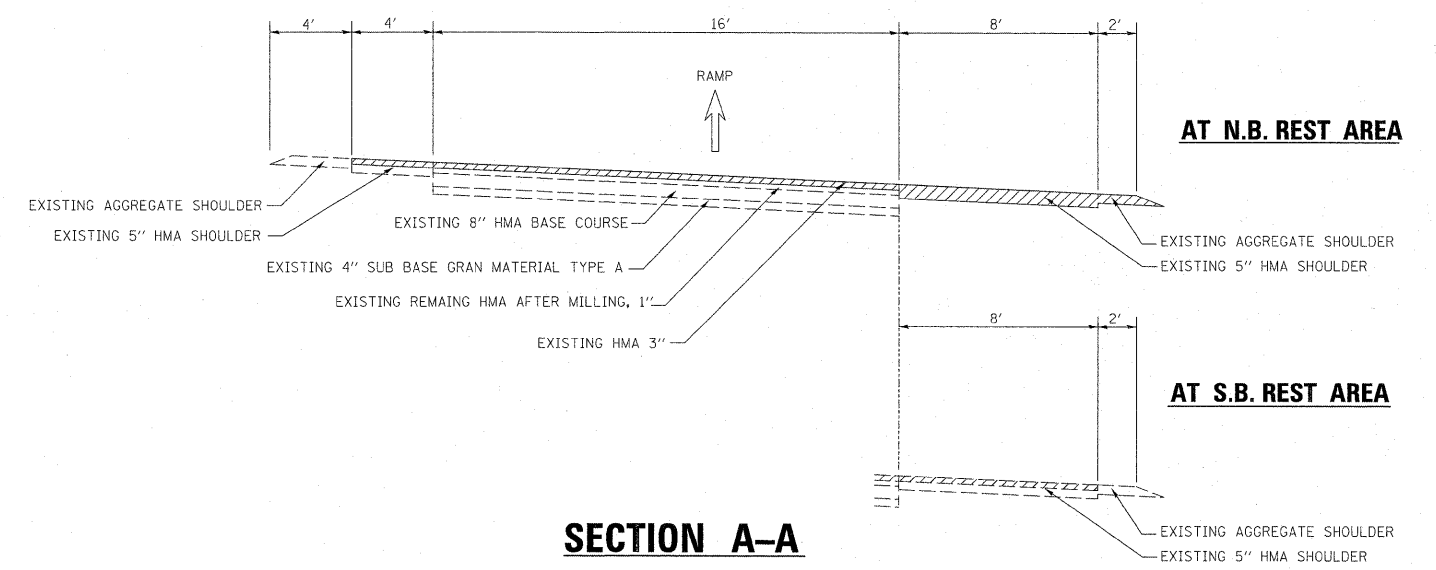 4' 4' 16' 8' 2'
RAMP
AT N.B. REST AREA
EXISTING AGGREGATE SHOULDER
EXISTING 5" HMA SHOULDER
EXISTING 8" HMA BASE COURSE
EXISTING 4" SUB BASE GRAN MATERIAL TYPE A
EXISTING REMAING HMA AFTER MILLING, 1"
EXISTING HMA 3"
EXISTING AGGREGATE SHOULDER
EXISTING 5" HMA SHOULDER
8' 2'
AT S.B. REST AREA
SECTION A–A
EXISTING AGGREGATE SHOULDER
EXISTING 5" HMA SHOULDER